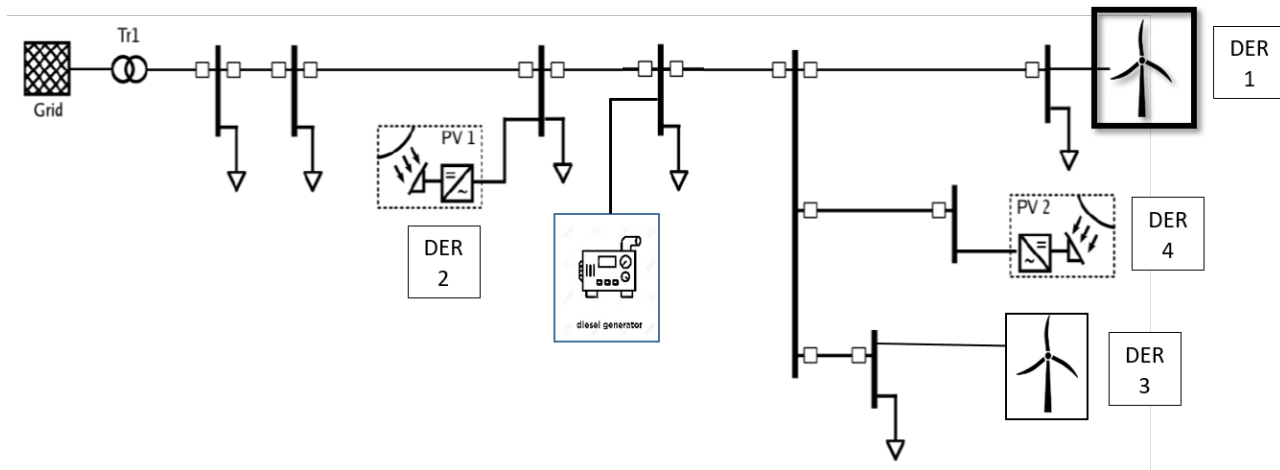 Tr1
Grid
PV 1
DER
2
diesel generator
DER
1
PV 2
DER
4
DER
3